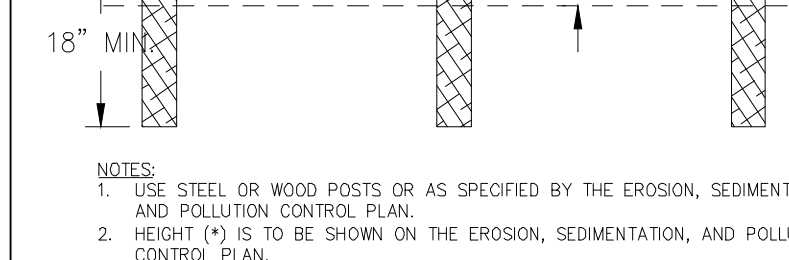 18" MIN.
NOTES:
1. USE STEEL OR WOOD POSTS OR AS SPECIFIED BY THE EROSION, SEDIMENT
AND POLLUTION CONTROL PLAN.
2. HEIGHT (*) IS TO BE SHOWN ON THE EROSION, SEDIMENTATION, AND POLLU
CONTROL PLAN.